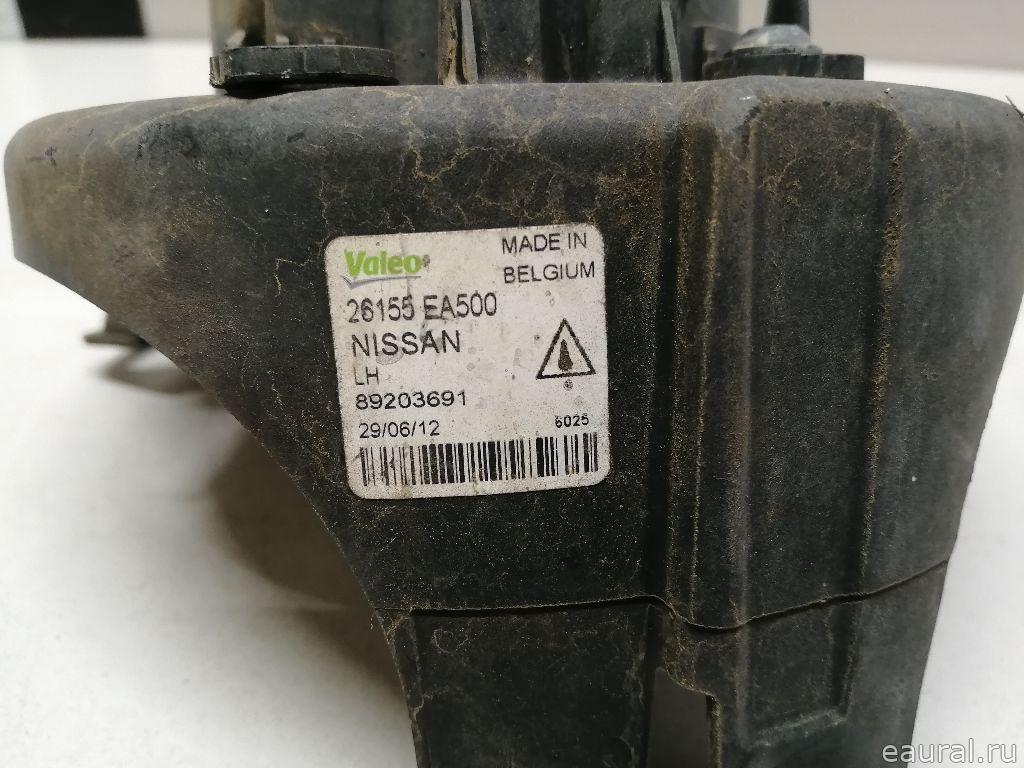 Valeo
MADE IN
BELGIUM
26155 EA500
NISSAN
LH
89203691
29/06/12
6025
eaural.ru